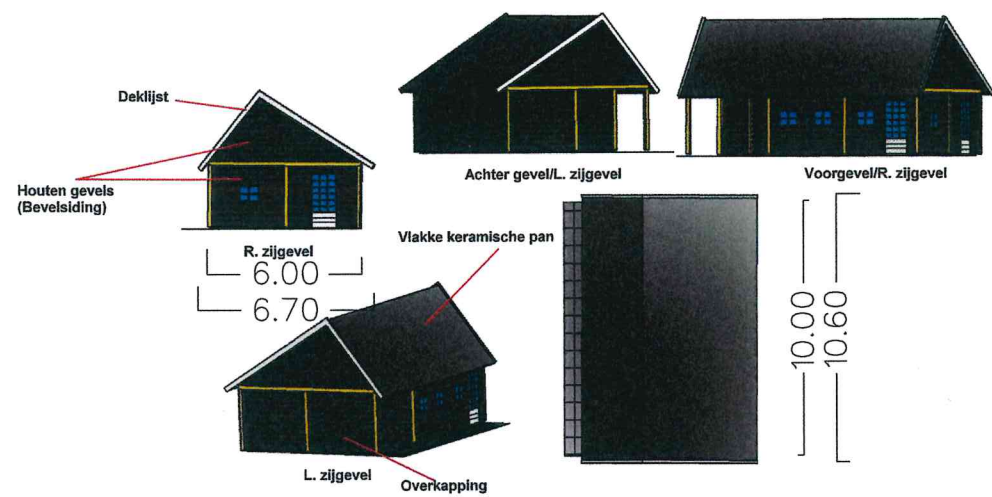 Deklijst
Houten gevels
(Bevelsiding)
R. zijgevel
6.00
6.70
Achter gevel/L. zijgevel
Voorgevel/R. zijgevel
Vlakke keramische pan
10.00
10.60
L. zijgevel
Overkapping